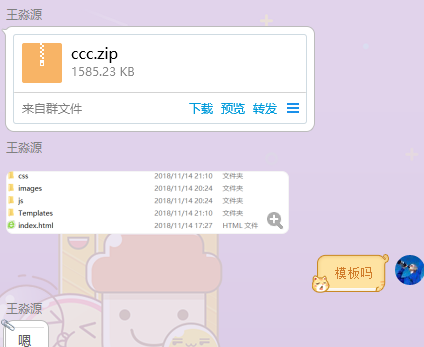 王淼源
ccc.zip
1585.23 KB
来自群文件 下载 预览 转发
王淼源
css 2018/11/14 21:10 文件夹
images 2018/11/14 20:24 文件夹
js 2018/11/14 20:24 文件夹
Templates 2018/11/14 21:10 文件夹
index.html 2018/11/14 17:27 HTML 文件
模板吗
王淼源
嗯